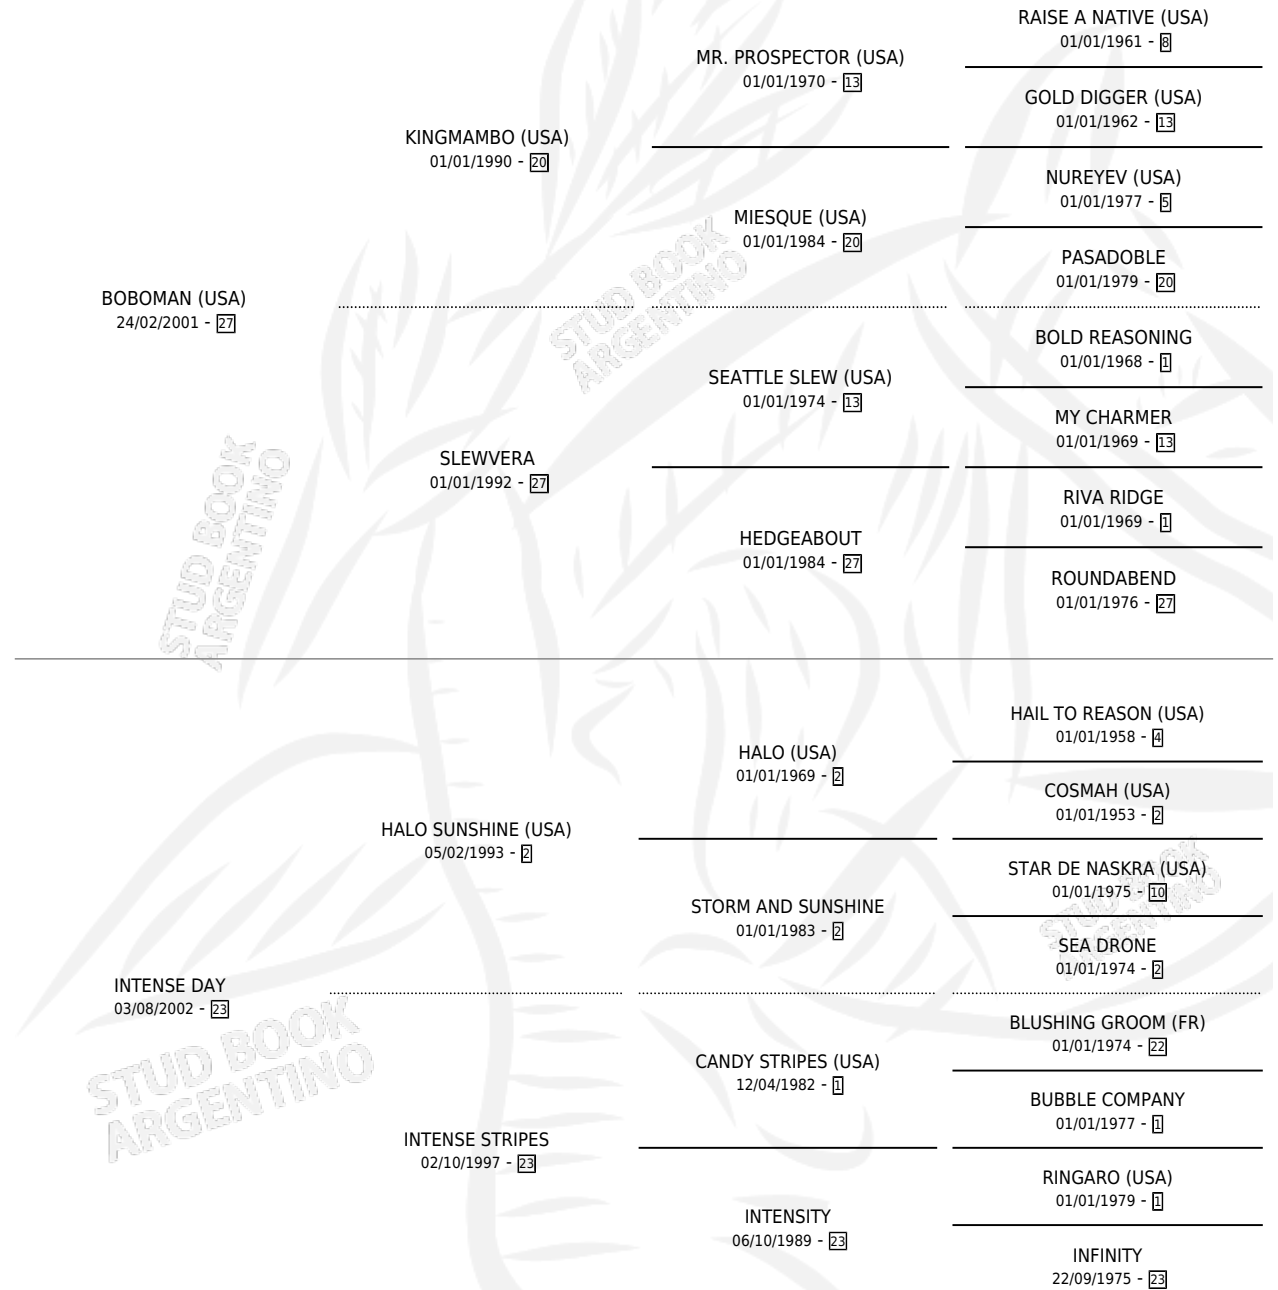 RAISE A NATIVE (USA)
01/01/1961 - 8
MR. PROSPECTOR (USA)
01/01/1970 - 13
GOLD DIGGER (USA)
01/01/1962 - 13
KINGMAMBO (USA)
01/01/1990 - 20
NUREYEV (USA)
01/01/1977 - 5
MIESQUE (USA)
01/01/1984 - 20
PASADOBLE
01/01/1979 - 20
BOBOMAN (USA)
24/02/2001 - 27
BOLD REASONING
01/01/1968 - 1
SEATTLE SLEW (USA)
01/01/1974 - 13
MY CHARMER
01/01/1969 - 13
SLEWVERA
01/01/1992 - 27
RIVA RIDGE
01/01/1969 - 1
HEDGEABOUT
01/01/1984 - 27
ROUNDABEND
01/01/1976 - 27
HAIL TO REASON (USA)
01/01/1958 - 4
HALO (USA)
01/01/1969 - 2
COSMAH (USA)
01/01/1953 - 2
HALO SUNSHINE (USA)
05/02/1993 - 2
STAR DE NASKRA (USA)
01/01/1975 - 10
STORM AND SUNSHINE
01/01/1983 - 2
SEA DRONE
01/01/1974 - 2
INTENSE DAY
03/08/2002 - 23
BLUSHING GROOM (FR)
01/01/1974 - 22
CANDY STRIPES (USA)
12/04/1982 - 1
BUBBLE COMPANY
01/01/1977 - 1
INTENSE STRIPES
02/10/1997 - 23
RINGARO (USA)
01/01/1979 - 1
INTENSITY
06/10/1989 - 23
INFINITY
22/09/1975 - 23
STUD BOOK
ARGENTINO
STUD BOOK
ARGENTINO
STUD BOOK
ARGENTINO
STUD BOOK
ARGENTINO